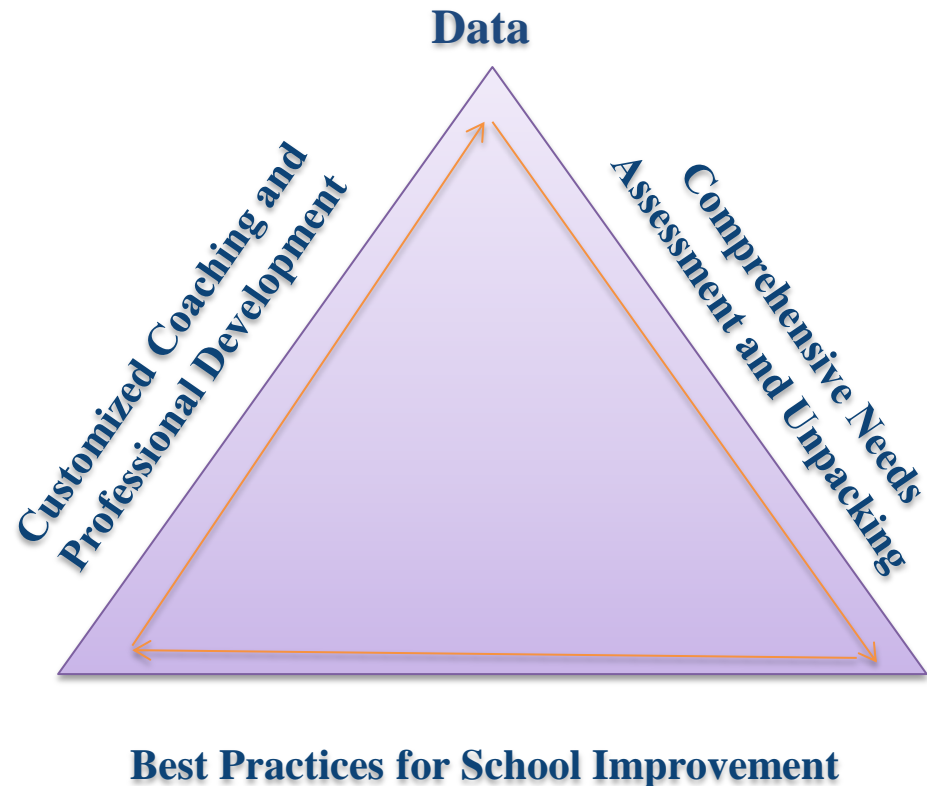 Data
Customized Coaching and
Professional Development
Comprehensive Needs
Assessment and Unpacking
Best Practices for School Improvement